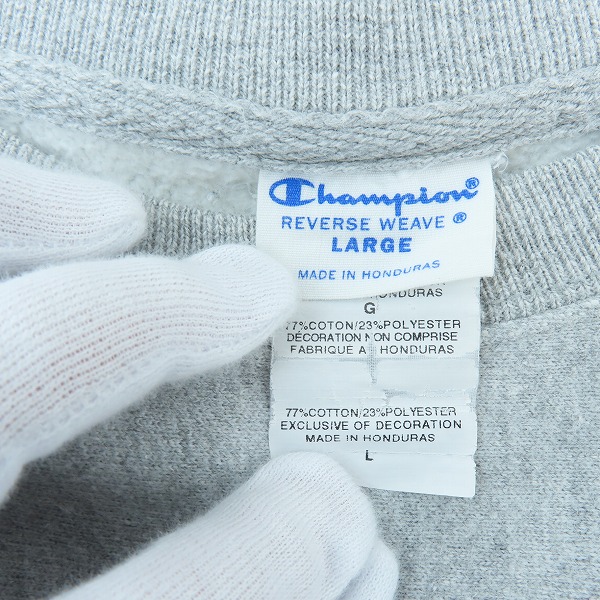 Champion®
REVERSE WEAVE ®
LARGE
MADE IN HONDURAS
HONDURAS
G
77%COTON/23%POLYESTER
DÉCORATION NON COMPRISE
FABRIQUE A HONDURAS
77%COTTON/23%POLYESTER
EXCLUSIVE OF DECORATION
MADE IN HONDURAS
L